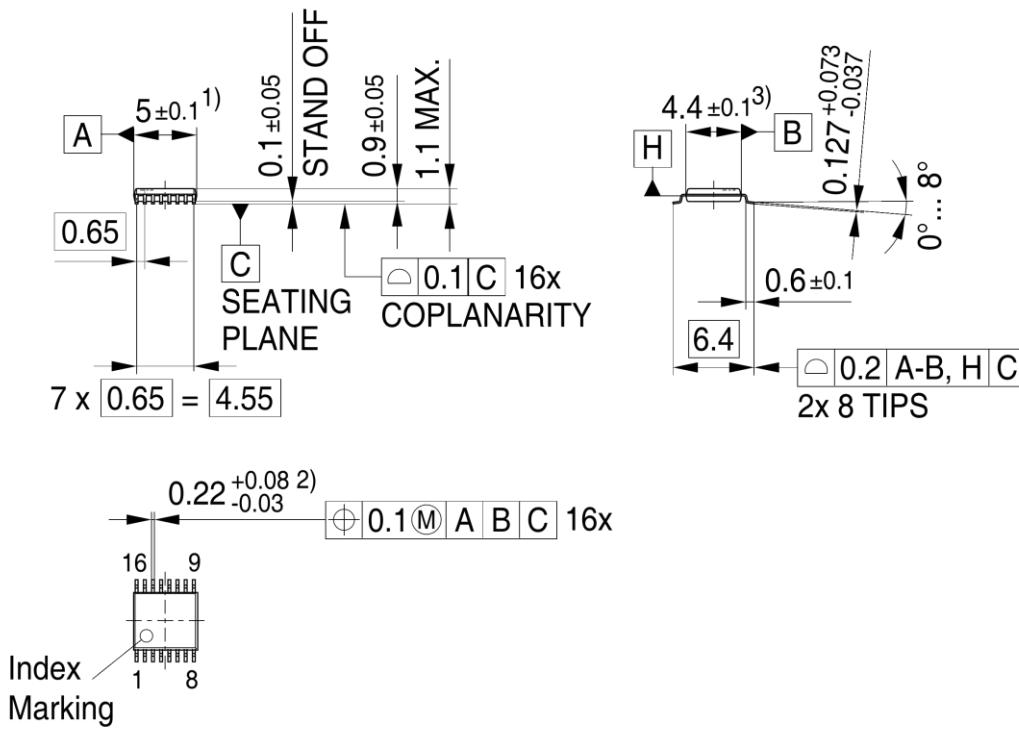 A
5 ±0.1 1)
0.1 ±0.05
STAND OFF
0.9 ±0.05
1.1 MAX.
0.65
C
SEATING
PLANE
⌓ 0.1 C 16x
COPLANARITY
7 x 0.65 = 4.55
H
4.4 ±0.1 3)
B
0.127 +0.073 -0.037
0°... 8°
0.6 ±0.1
6.4
⌓ 0.2 A-B, H C
2x 8 TIPS
0.22 +0.08 -0.03 2)
⌖ 0.1 Ⓜ A B C 16x
16 9
Index
Marking
1 8